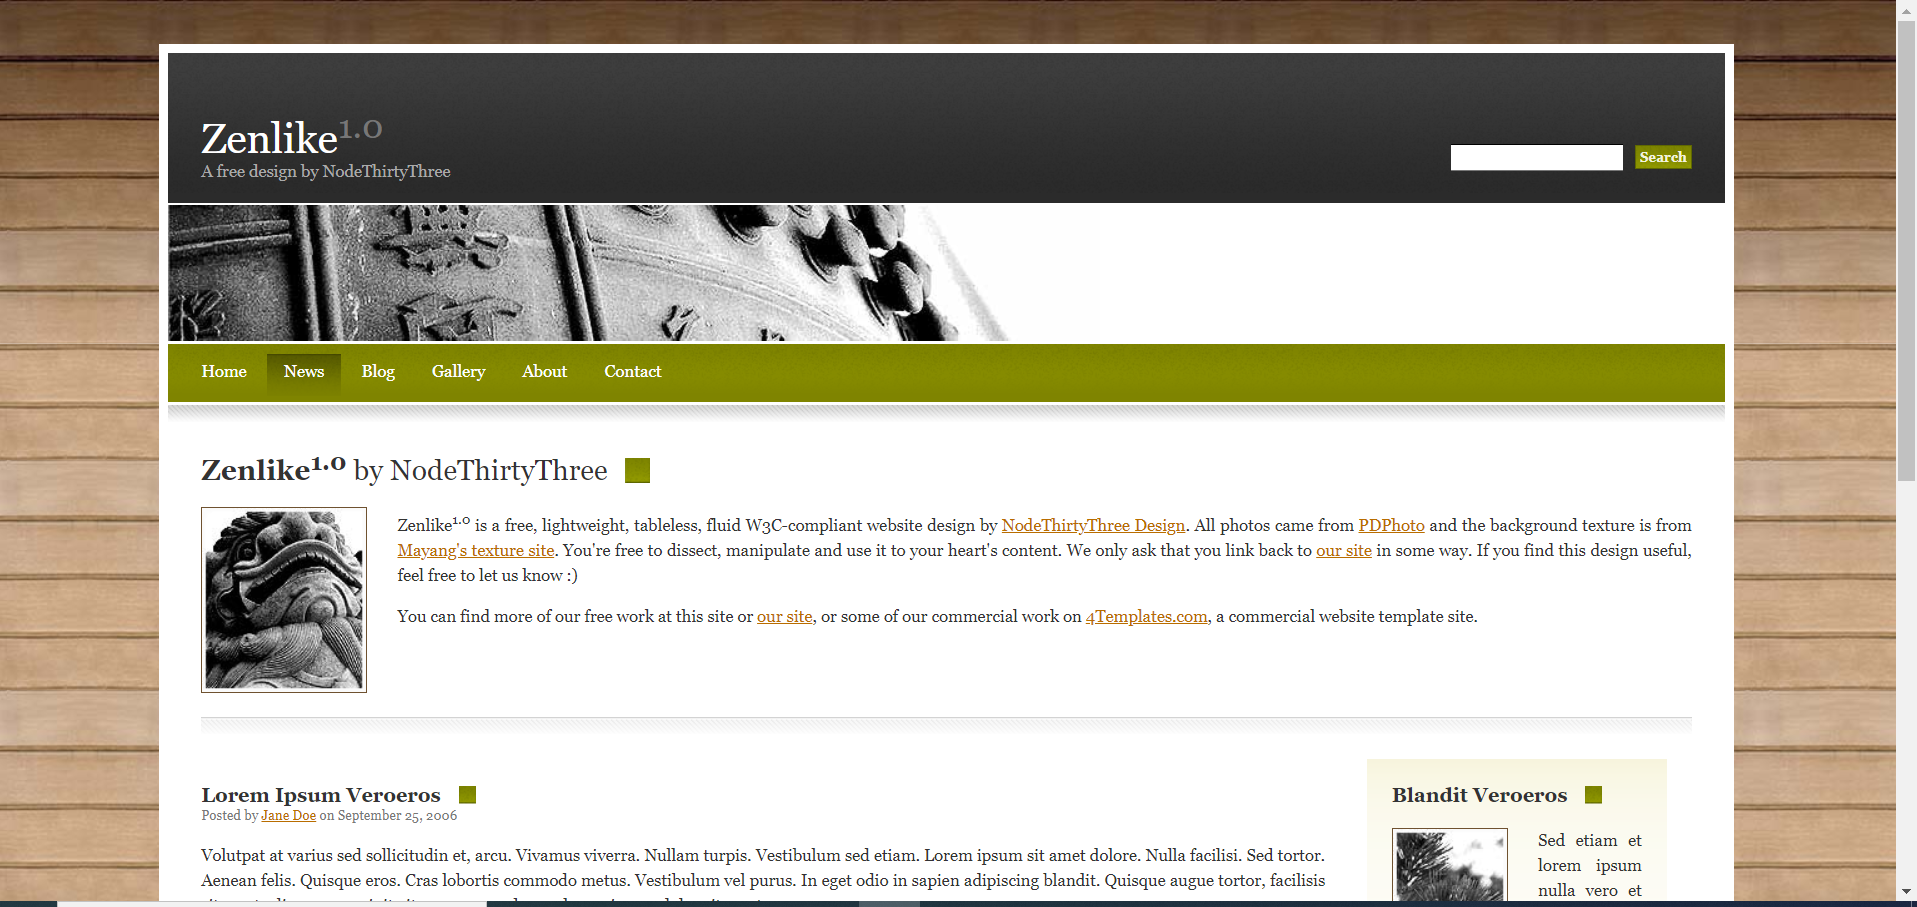 Zenlike1.0
A free design by NodeThirtyThree
Search
Home News Blog Gallery About Contact
Zenlike1.0 by NodeThirtyThree
Zenlike1.0 is a free, lightweight, tableless, fluid W3C-compliant website design by NodeThirtyThree Design. All photos came from PDPhoto and the background texture is from
Mayang's texture site. You're free to dissect, manipulate and use it to your heart's content. We only ask that you link back to our site in some way. If you find this design useful,
feel free to let us know :)
You can find more of our free work at this site or our site, or some of our commercial work on 4Templates.com, a commercial website template site.
Lorem Ipsum Veroeros
Posted by Jane Doe on September 25, 2006
Volutpat at varius sed sollicitudin et, arcu. Vivamus viverra. Nullam turpis. Vestibulum sed etiam. Lorem ipsum sit amet dolore. Nulla facilisi. Sed tortor.
Aenean felis. Quisque eros. Cras lobortis commodo metus. Vestibulum vel purus. In eget odio in sapien adipiscing blandit. Quisque augue tortor, facilisis
Blandit Veroeros
Sed etiam et
lorem ipsum
nulla vero et